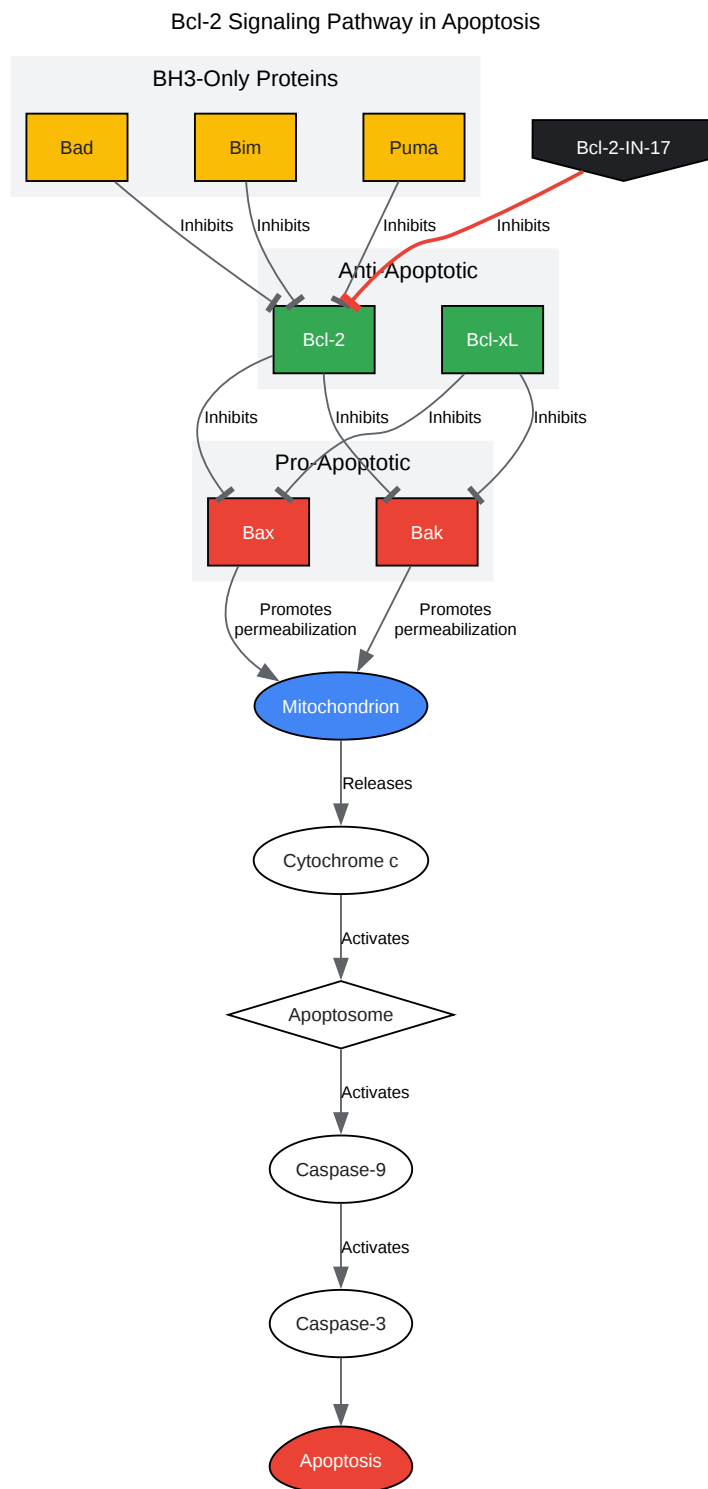 Bcl-2 Signaling Pathway in Apoptosis
BH3-Only Proteins
Bad
Bim
Puma
Bcl-2-IN-17
Inhibits
Inhibits
Inhibits
Inhibits
Anti-Apoptotic
Bcl-2
Bcl-xL
Inhibits
Inhibits
Inhibits
Inhibits
Pro-Apoptotic
Bax
Bak
Promotes
permeabilization
Promotes
permeabilization
Mitochondrion
Releases
Cytochrome c
Activates
Apoptosome
Activates
Caspase-9
Activates
Caspase-3
Apoptosis